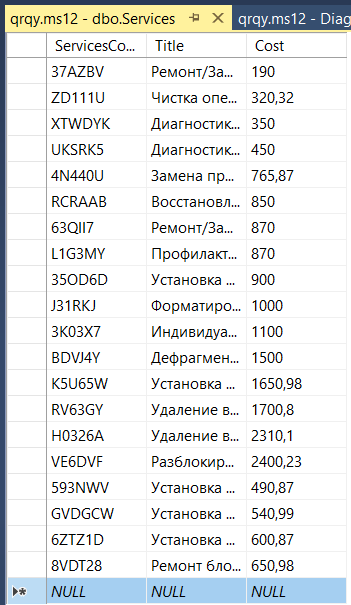 qrqy.ms12 - dbo.Services qrqy.ms12 - Diag
ServicesCo... Title Cost
37AZBV Ремонт/За... 190
ZD111U Чистка опе... 320,32
XTWDYK Диагностик... 350
UKSRK5 Диагностик... 450
4N440U Замена пр... 765,87
RCRAAB Восстановл... 850
63QII7 Ремонт/За... 870
L1G3MY Профилакт... 870
35OD6D Установка ... 900
J31RKJ Форматиро... 1000
3K03X7 Индивидуа... 1100
BDVJ4Y Дефрагмен... 1500
K5U65W Установка ... 1650,98
RV63GY Удаление в... 1700,8
H0326A Удаление в... 2310,1
VE6DVF Разблокир... 2400,23
593NWV Установка ... 490,87
GVDGCW Установка ... 540,99
6ZTZ1D Установка ... 600,87
8VDT28 Ремонт бло... 650,98
NULL NULL NULL